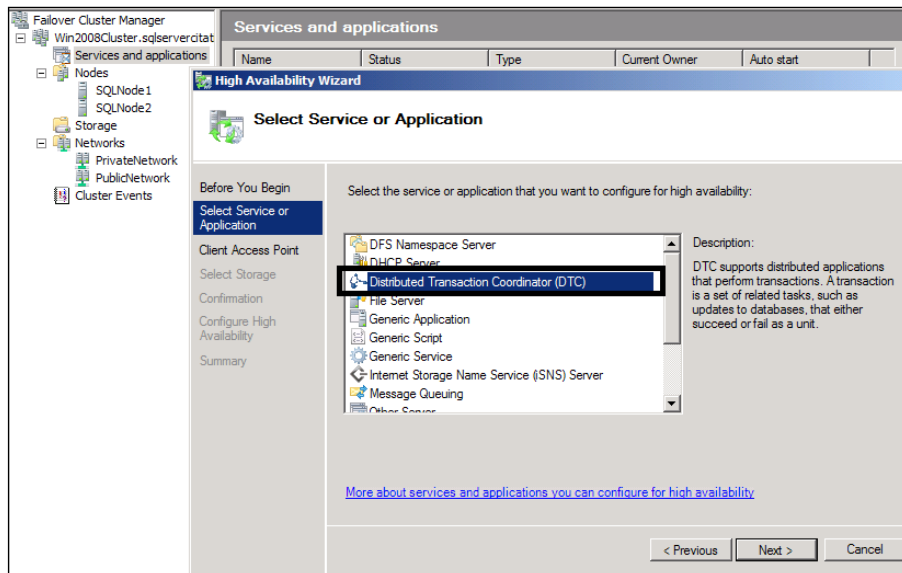 Failover Cluster Manager
Win2008Cluster.sqlservercitat
Services and applications
Nodes
SQLNode1
SQLNode2
Storage
Networks
PrivateNetwork
PublicNetwork
Cluster Events
Services and applications
Name Status Type Current Owner Auto start
High Availability Wizard
Select Service or Application
Before You Begin
Select Service or
Application
Client Access Point
Select Storage
Confirmation
Configure High
Availability
Summary
Select the service or application that you want to configure for high availability:
DFS Namespace Server
DHCP Server
Distributed Transaction Coordinator (DTC)
File Server
Generic Application
Generic Script
Generic Service
Internet Storage Name Service (iSNS) Server
Message Queuing
Other Server
Description:
DTC supports distributed applications
that perform transactions. A transaction
is a set of related tasks, such as
updates to databases, that either
succeed or fail as a unit.
More about services and applications you can configure for high availability
< Previous Next > Cancel